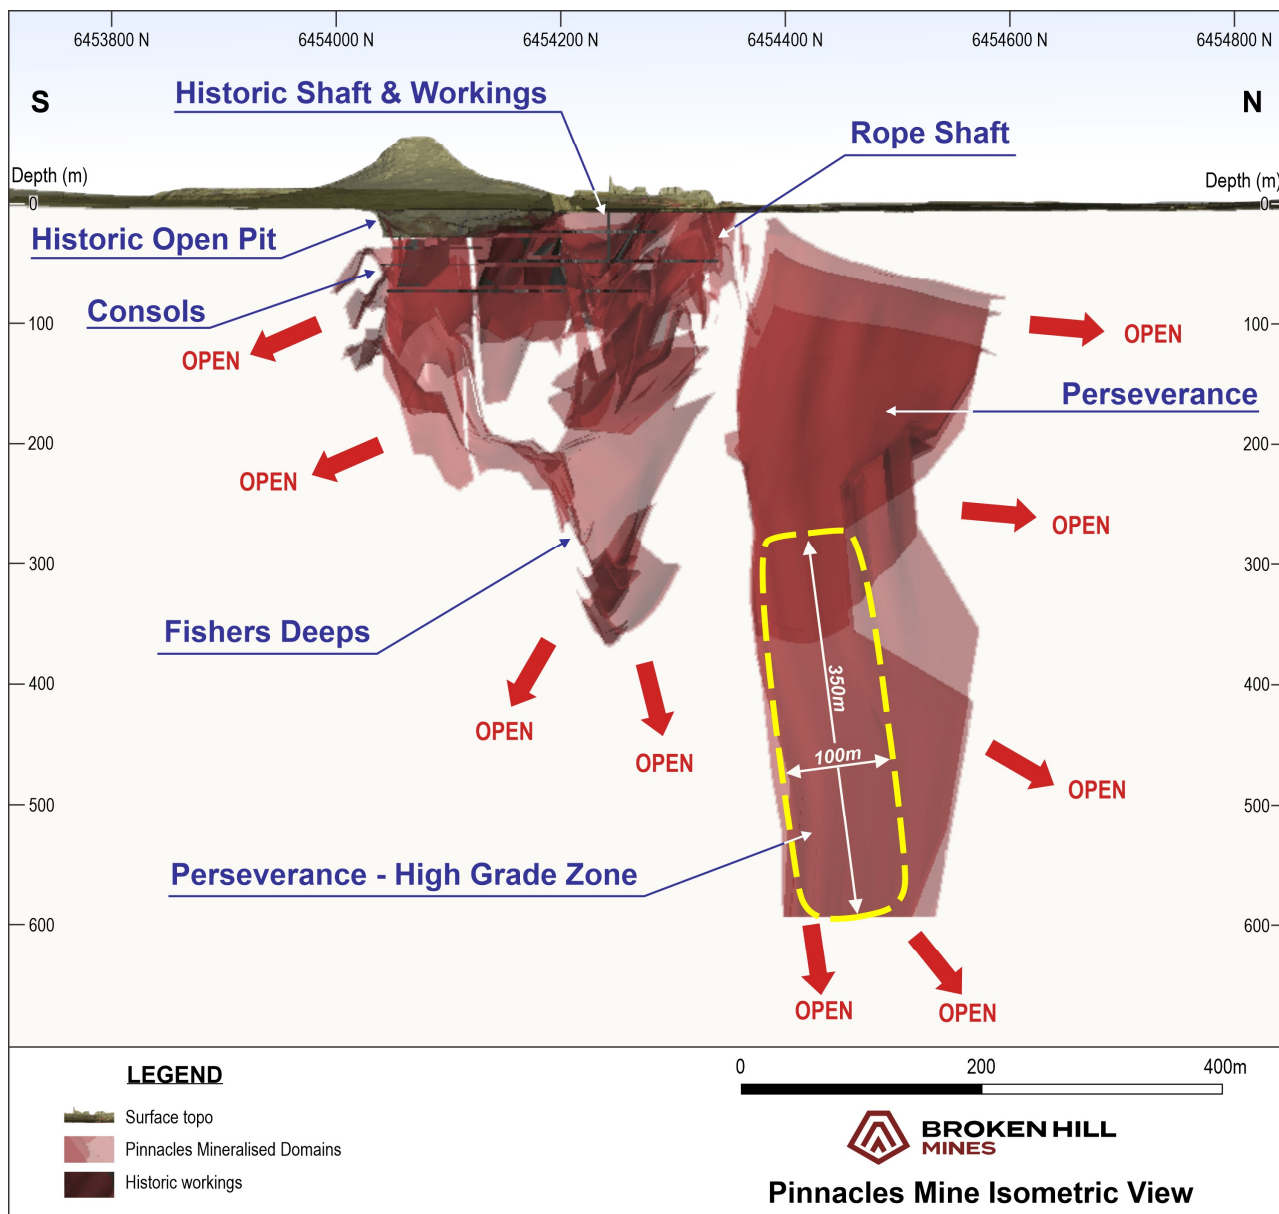 6453800 N 6454000 N 6454200 N 6454400 N 6454600 N 6454800 N
S
Historic Shaft & Workings
N
Rope Shaft
Depth (m)
Depth (m)
0
0
Historic Open Pit
Consols
100
100
OPEN
OPEN
Perseverance
200
200
OPEN
OPEN
300
300
Fishers Deeps
400
400
350m
OPEN
OPEN
100m
OPEN
500
500
Perseverance - High Grade Zone
600
600
OPEN
OPEN
LEGEND
Surface topo
Pinnacles Mineralised Domains
Historic workings
0 200 400m
BROKEN HILL
MINES
Pinnacles Mine Isometric View